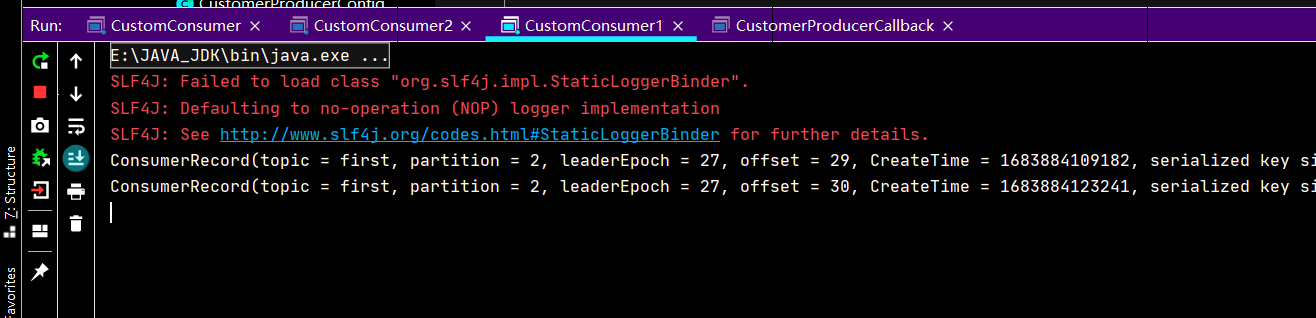 CustomerProducerConfig
Run: CustomConsumer CustomConsumer2 CustomConsumer1 CustomerProducerCallback
E:\JAVA_JDK\bin\java.exe ...
SLF4J: Failed to load class "org.slf4j.impl.StaticLoggerBinder".
SLF4J: Defaulting to no-operation (NOP) logger implementation
SLF4J: See http://www.slf4j.org/codes.html#StaticLoggerBinder for further details.
ConsumerRecord(topic = first, partition = 2, leaderEpoch = 27, offset = 29, CreateTime = 1683884109182, serialized key si
ConsumerRecord(topic = first, partition = 2, leaderEpoch = 27, offset = 30, CreateTime = 1683884123241, serialized key si
7: Structure
Favorites